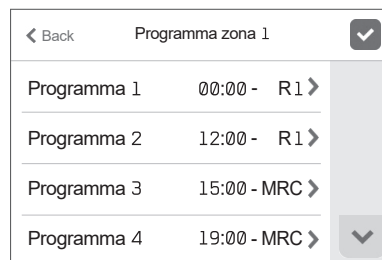 Back Programma zona 1
Programma 1 00:00 - R1
Programma 2 12:00 - R1
Programma 3 15:00 - MRC
Programma 4 19:00 - MRC